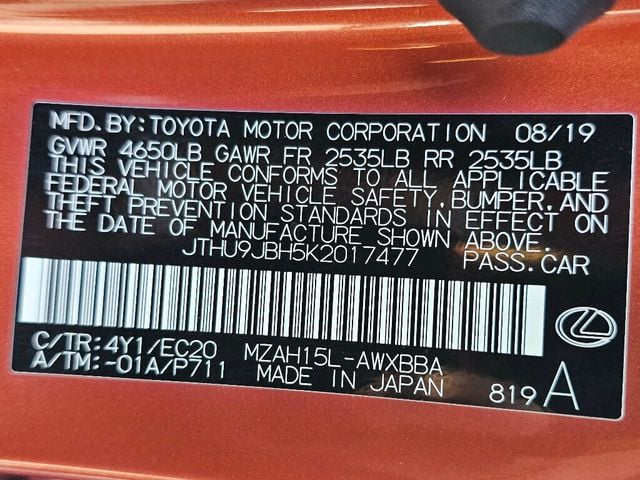 MFD.BY:TOYOTA MOTOR CORPORATION 08/19
GVWR 4650LB GAWR FR 2535LB RR 2535LB
THIS VEHICLE CONFORMS TO ALL APPLICABLE
FEDERAL MOTOR VEHICLE SAFETY,BUMPER,AND
THEFT PREVENTION STANDARDS IN EFFECT ON
THE DATE OF MANUFACTURE SHOWN ABOVE.
JTHU9JBH5K2017477 PASS.CAR
C/TR:4Y1/EC20 MZAH15L-AWXBBA
A/TM:-01A/P711 MADE IN JAPAN 819 A